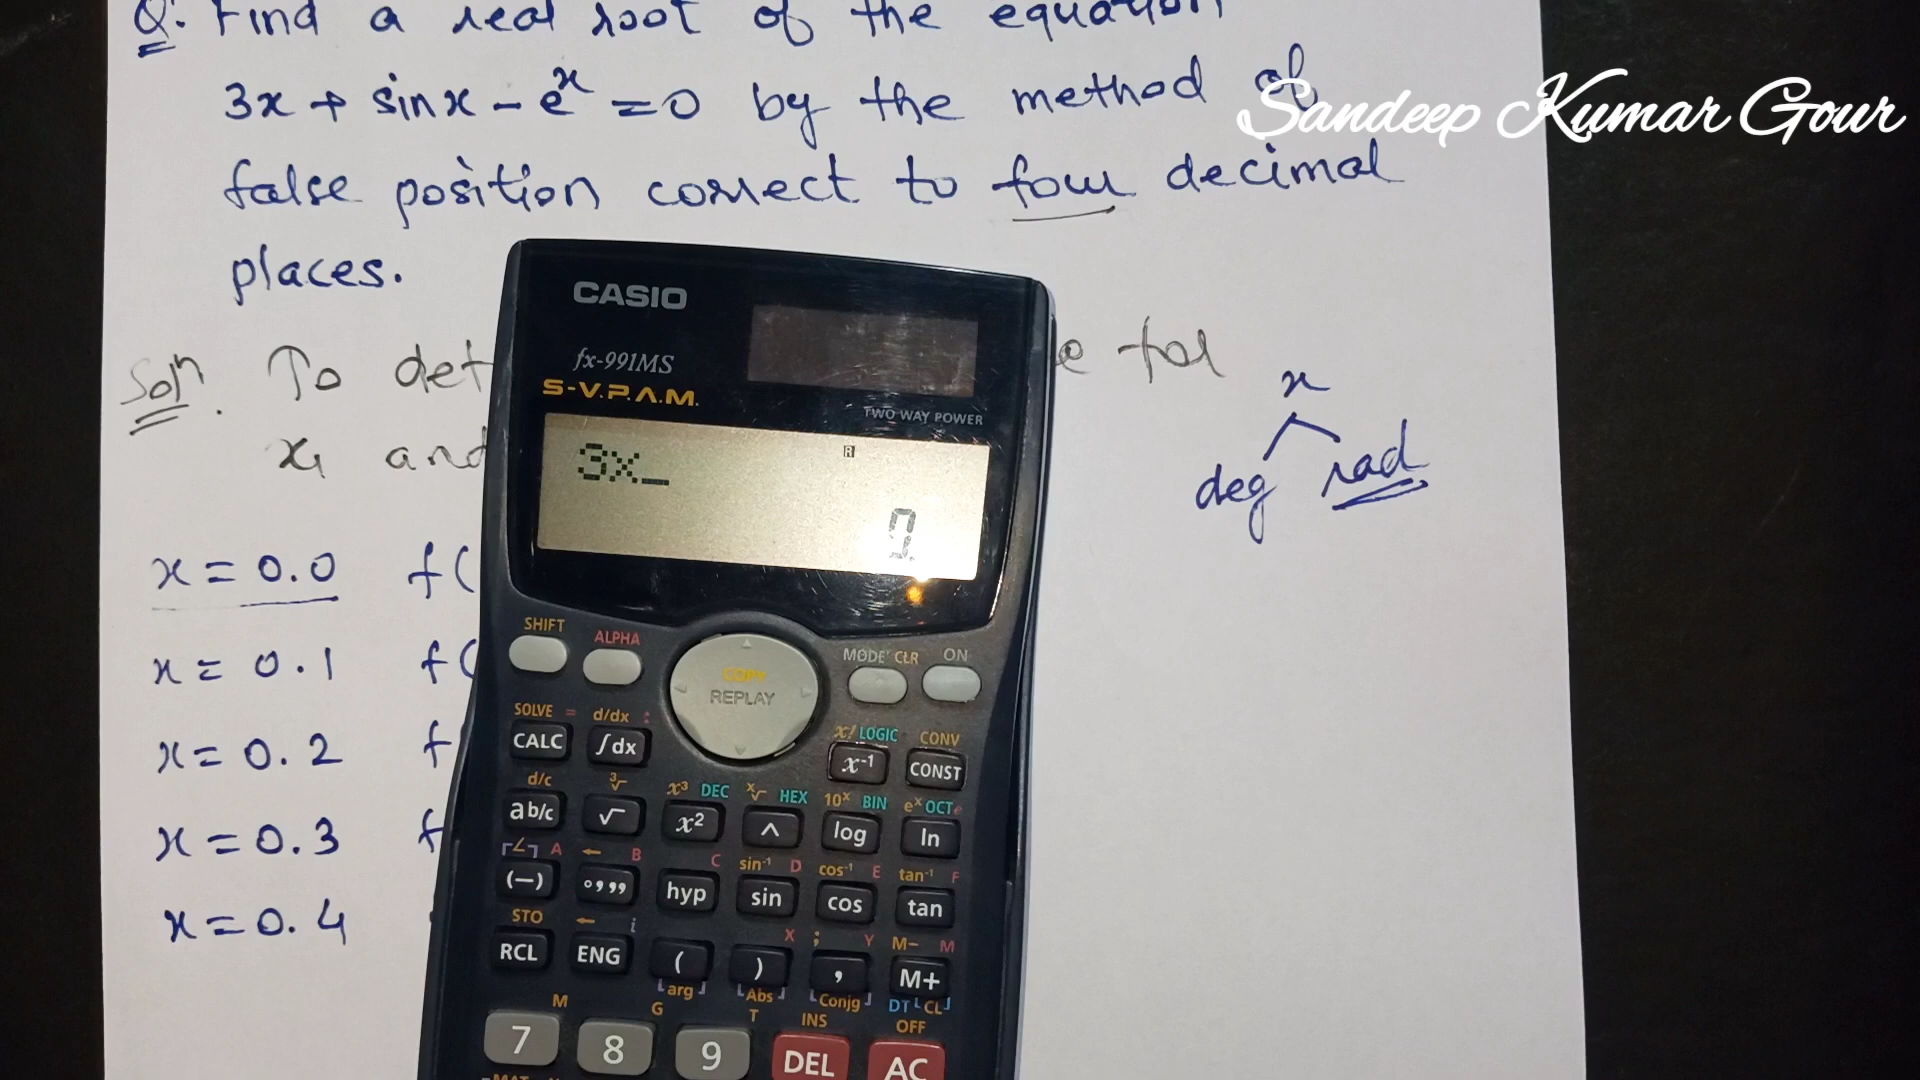 Q. Find a real root of the equation
3x + sinx - e^x = 0 by the method of
false position correct to four decimal
places.
Sandeep Kumar Gour
Soln. To det e for
x1 and
x
deg rad
x = 0.0 f(
x = 0.1 f(
x = 0.2 f
x = 0.3 f
x = 0.4
CASIO
fx-991MS
S-V.P.A.M.
TWO WAY POWER
R
3X_
0.
SHIFT ALPHA MODE CLR ON
COPY
REPLAY
SOLVE = d/dx : x! LOGIC CONV
CALC ∫dx x⁻¹ CONST
d/c ³√ x³ DEC ˣ√ HEX 10ˣ BIN eˣ OCT e
ab/c √ x² ^ log ln
∠ A ← B C sin⁻¹ D cos⁻¹ E tan⁻¹ F
(−) °,,, hyp sin cos tan
STO ← i X ; Y M− M
RCL ENG ( ) , M+
arg Abs Conjg DT CL
M G T INS OFF
7 8 9 DEL AC
MAT